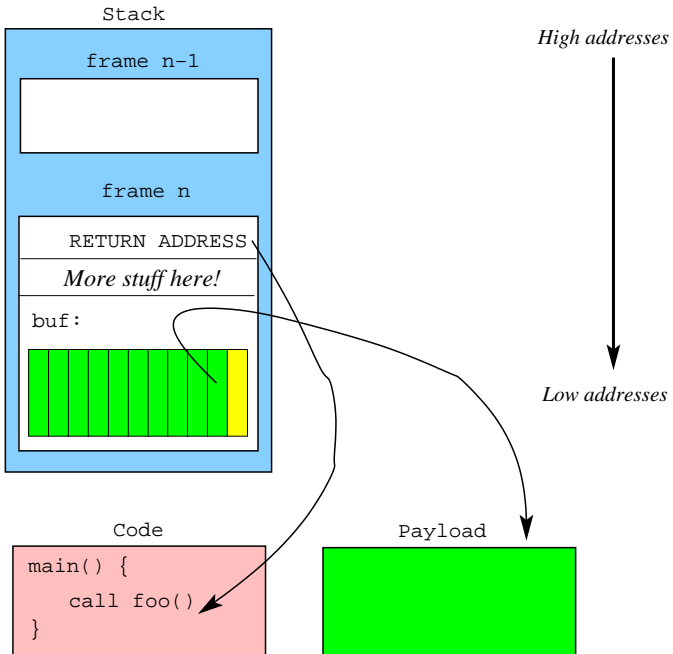 Stack
High addresses
frame n-1
frame n
RETURN ADDRESS
More stuff here!
buf:
Low addresses
Code
Payload
main() {
call foo()
}